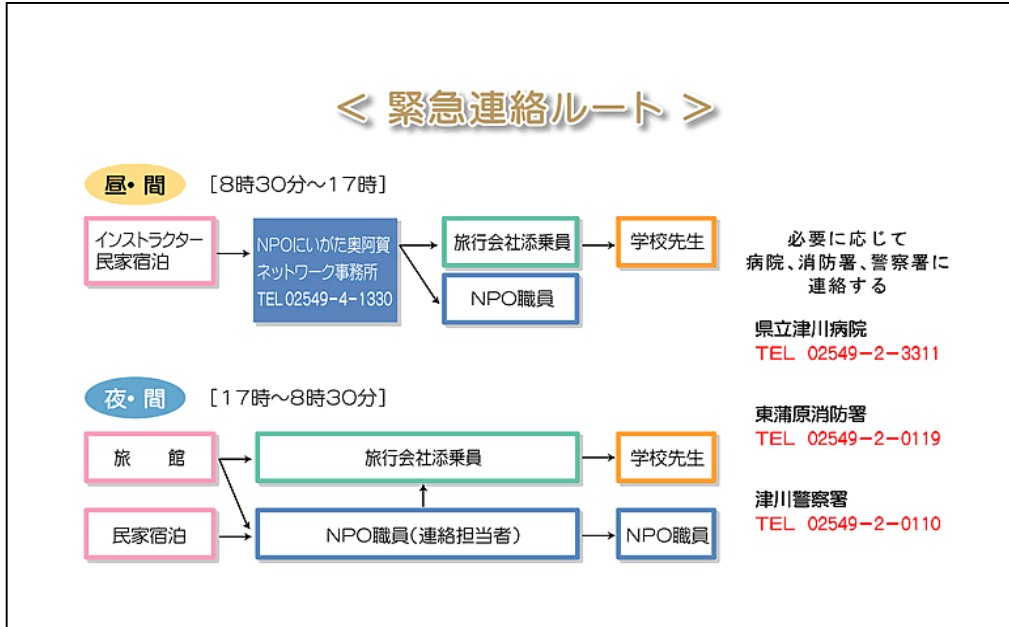 ＜ 緊急連絡ルート ＞
昼・間 ［8時30分～17時］
インストラクター
民家宿泊
NPOにいがた奥阿賀
ネットワーク事務所
TEL 02549-4-1330
旅行会社添乗員
学校先生
NPO職員
必要に応じて
病院、消防署、警察署に
連絡する
県立津川病院
TEL 02549-2-3311
夜・間 ［17時～8時30分］
旅　館
旅行会社添乗員
学校先生
民家宿泊
NPO職員（連絡担当者）
NPO職員
東蒲原消防署
TEL 02549-2-0119
津川警察署
TEL 02549-2-0110